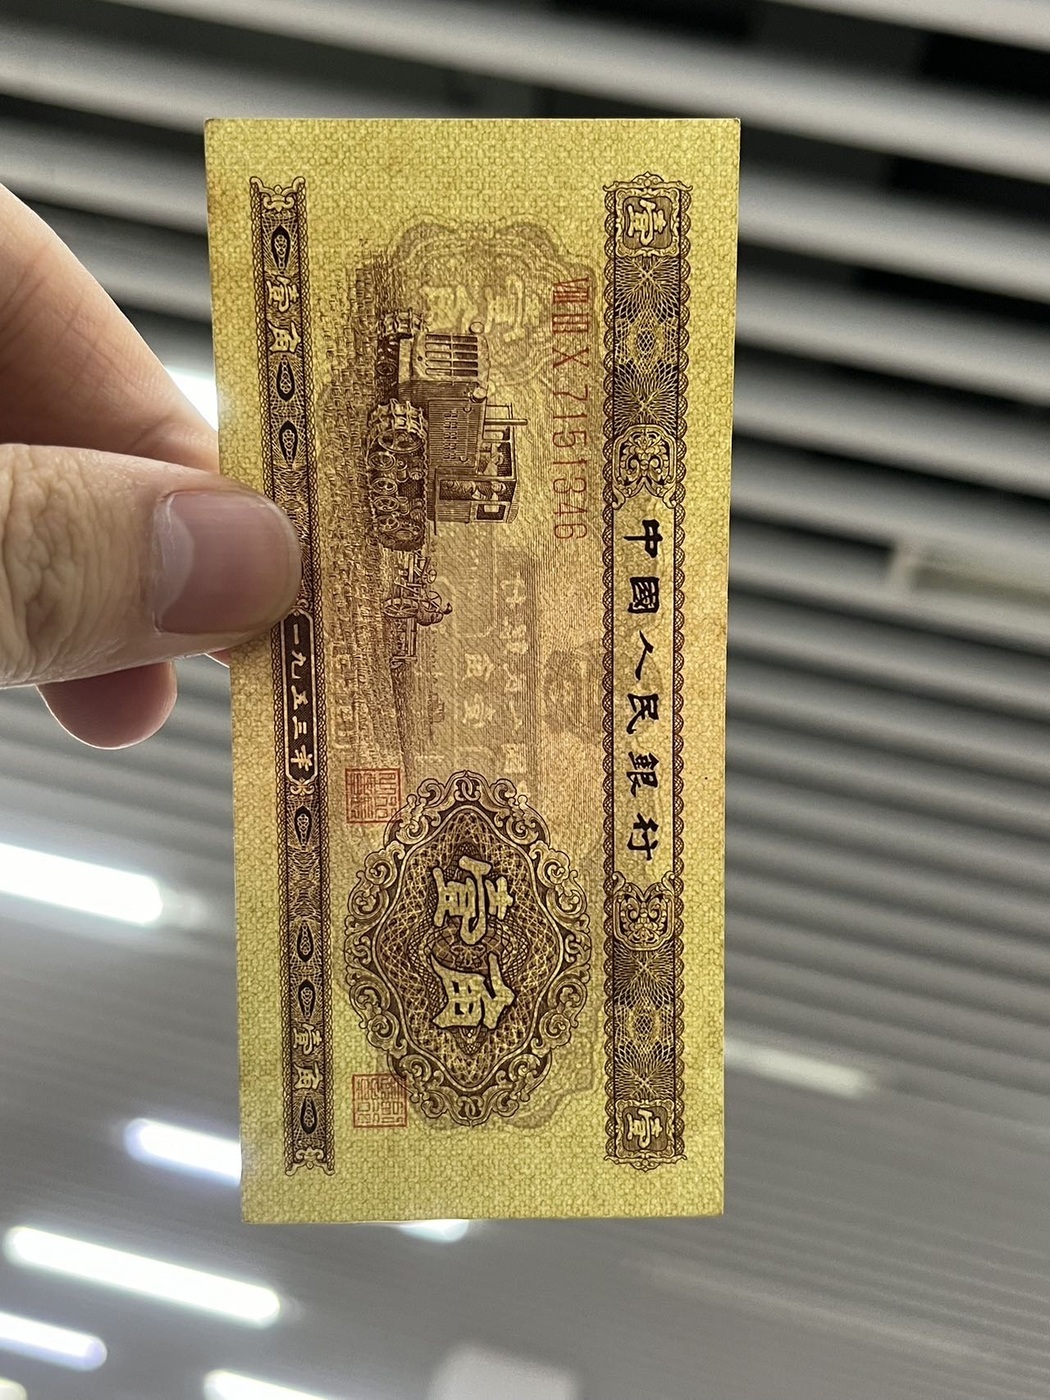 壹 中國人民銀行 壹
VIII III X 7151346
壹角
壹角 一九五三年 壹角